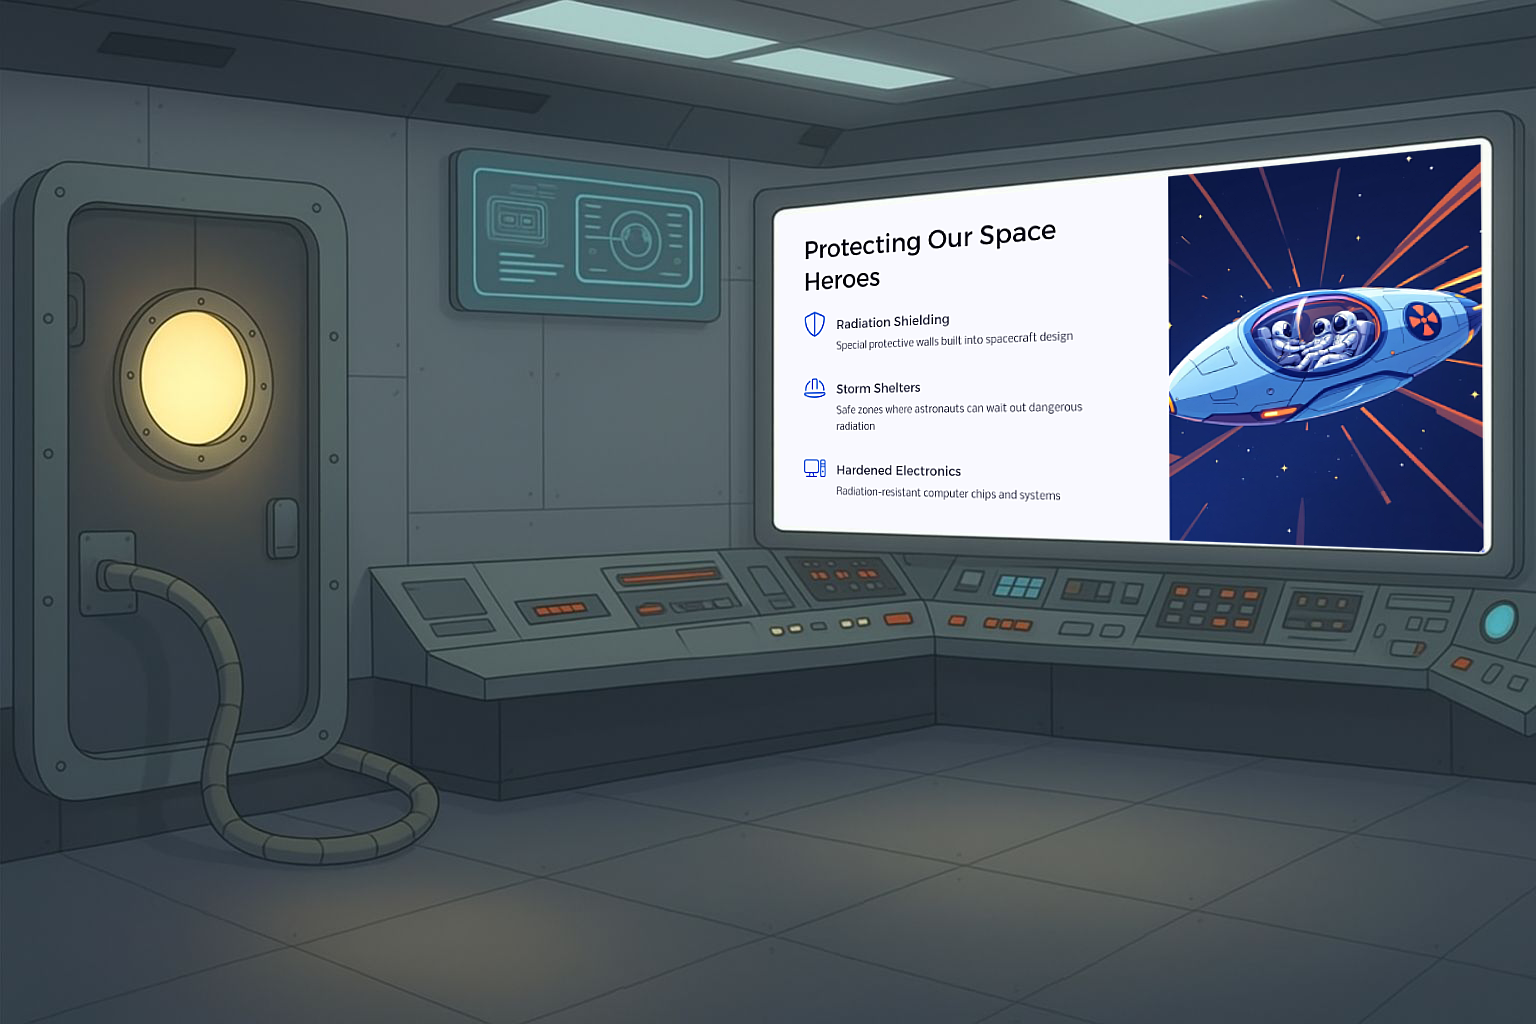 Protecting Our Space
Heroes
Radiation Shielding
Special protective walls built into spacecraft design
Storm Shelters
Safe zones where astronauts can wait out dangerous
radiation
Hardened Electronics
Radiation-resistant computer chips and systems